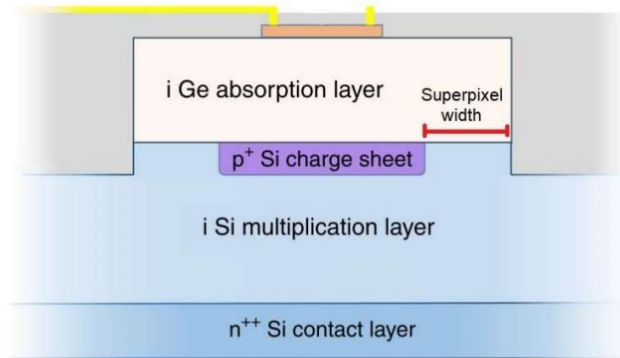 i Ge absorption layer
Superpixel
width
p⁺ Si charge sheet
i Si multiplication layer
n⁺⁺ Si contact layer